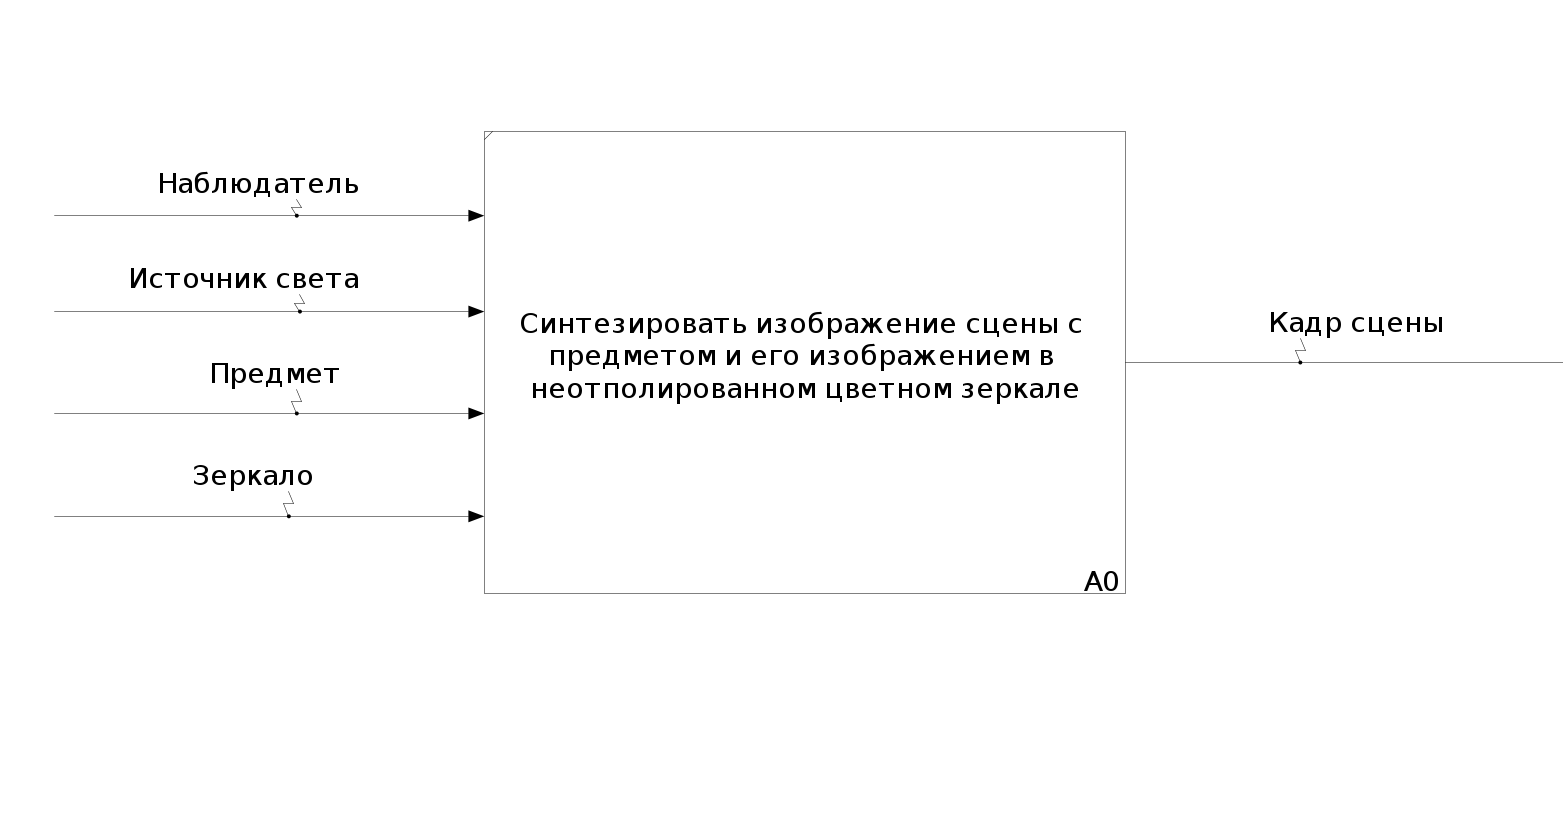 Наблюдатель
Источник света
Предмет
Зеркало
Синтезировать изображение сцены с
предметом и его изображением в
неотполированном цветном зеркале
A0
Кадр сцены